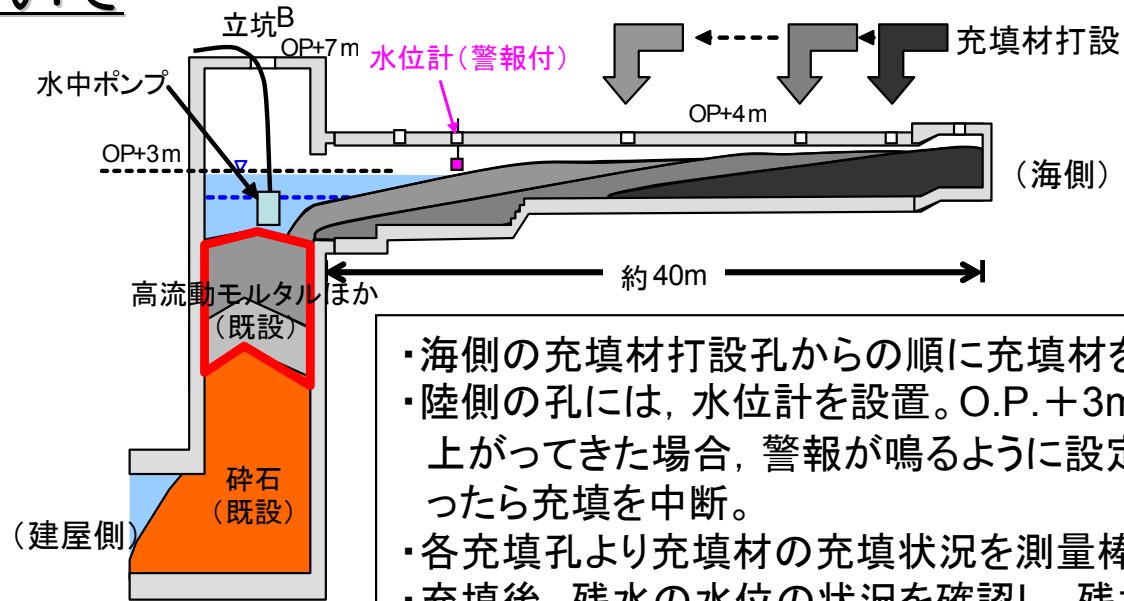 立坑B
OP+7m
水位計(警報付)
充填材打設
水中ポンプ
OP+4m
OP+3m
(海側)
約40m
高流動モルタルほか
(既設)
・海側の充填材打設孔からの順に充填材を
・陸側の孔には, 水位計を設置。O.P.+3m
上がってきた場合, 警報が鳴るように設定
ったら充填を中断。
・各充填孔より充填材の充填状況を測量棒
砕石
(既設)
(建屋側)